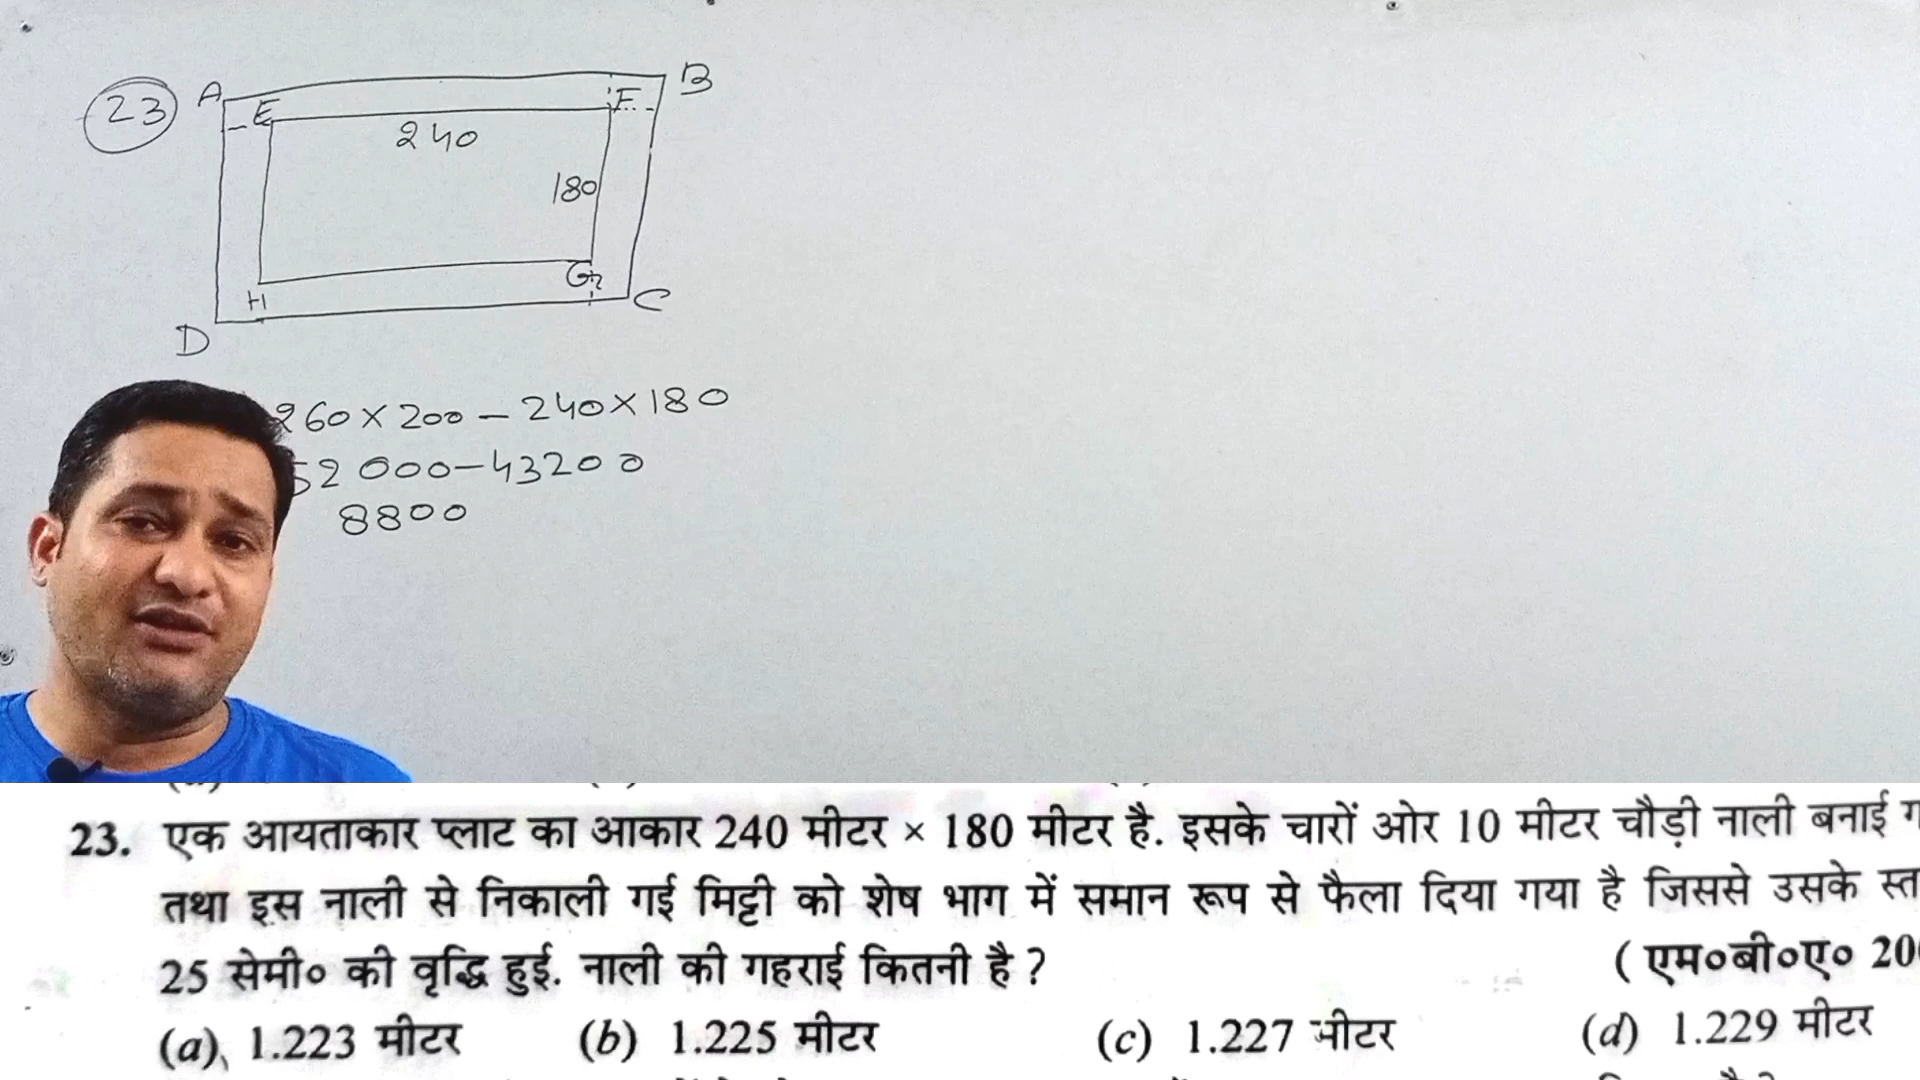 23
A
B
E
F
240
180
G
H
C
D
260 × 200 – 240 × 180
52000 – 43200
8800
23. एक आयताकार प्लाट का आकार 240 मीटर × 180 मीटर है. इसके चारों ओर 10 मीटर चौड़ी नाली बनाई
तथा इस नाली से निकाली गई मिट्टी को शेष भाग में समान रूप से फैला दिया गया है जिससे उसके
25 सेमी० की वृद्धि हुई. नाली की गहराई कितनी है ?
( एम०बी०ए०
(a) 1.223 मीटर (b) 1.225 मीटर (c) 1.227 मीटर (d) 1.229 मीटर